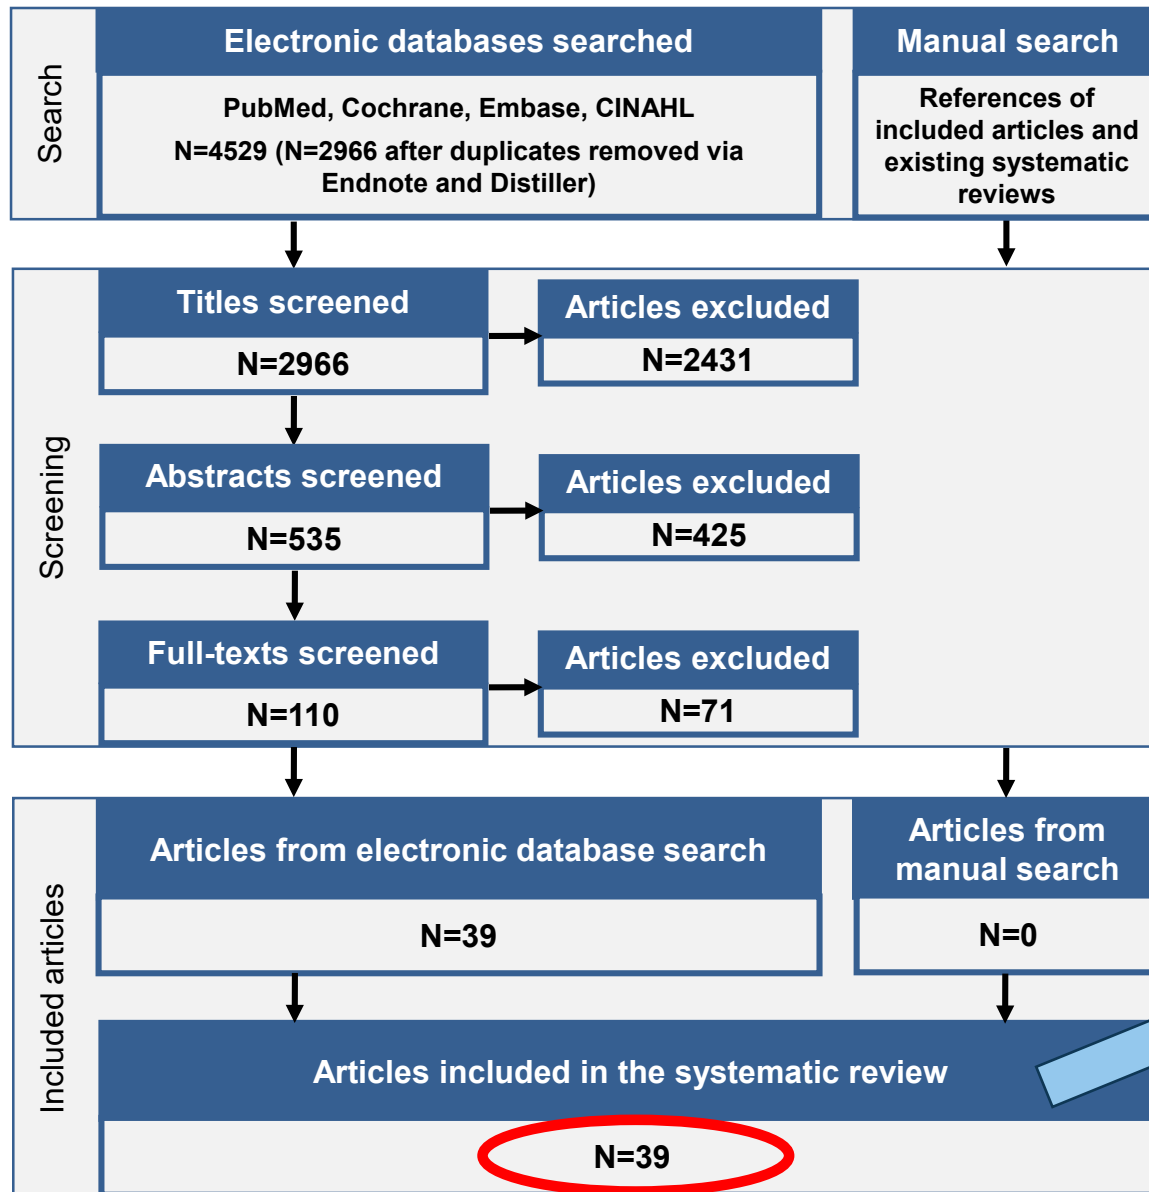 Search
Electronic databases searched
PubMed, Cochrane, Embase, CINAHL
N=4529 (N=2966 after duplicates removed via
Endnote and Distiller)
Manual search
References of
included articles and
existing systematic
reviews
Screening
Titles screened
N=2966
Articles excluded
N=2431
Abstracts screened
N=535
Articles excluded
N=425
Full-texts screened
N=110
Articles excluded
N=71
Included articles
Articles from electronic database search
N=39
Articles from
manual search
N=0
Articles included in the systematic review
N=39